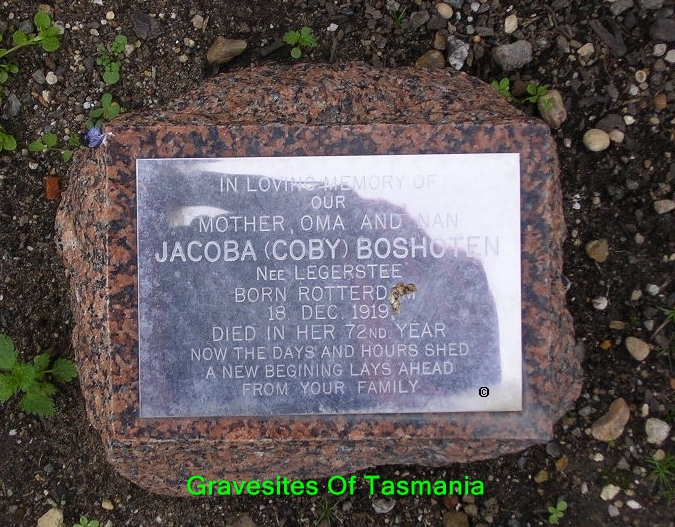 IN LOVING MEMORY OF
OUR
MOTHER, OMA AND NAN
JACOBA (COBY) BOSHOTEN
NEE LEGERSTEE
BORN ROTTERDAM
18 DEC. 1919
DIED IN HER 72ND. YEAR
NOW THE DAYS AND HOURS SHED
A NEW BEGINING LAYS AHEAD
FROM YOUR FAMILY
©
Gravesites Of Tasmania